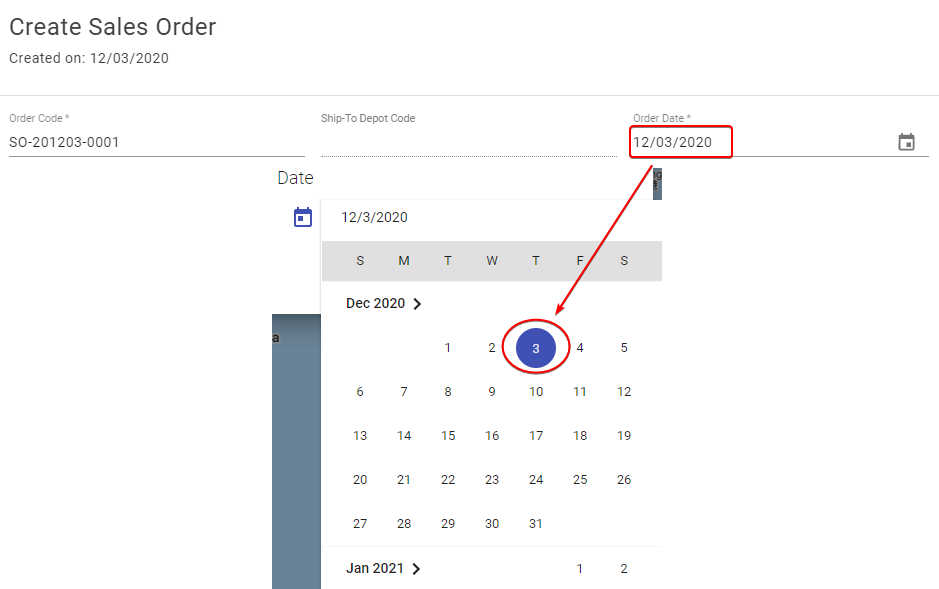 Create Sales Order
Created on: 12/03/2020
Order Code *
Ship-To Depot Code
Order Date *
SO-201203-0001
12/03/2020
Date
12/3/2020
S M T W T F S
Dec 2020
1 2 3 4 5
a
6 7 8 9 10 11 12
13 14 15 16 17 18 19
20 21 22 23 24 25 26
27 28 29 30 31
Jan 2021 1 2